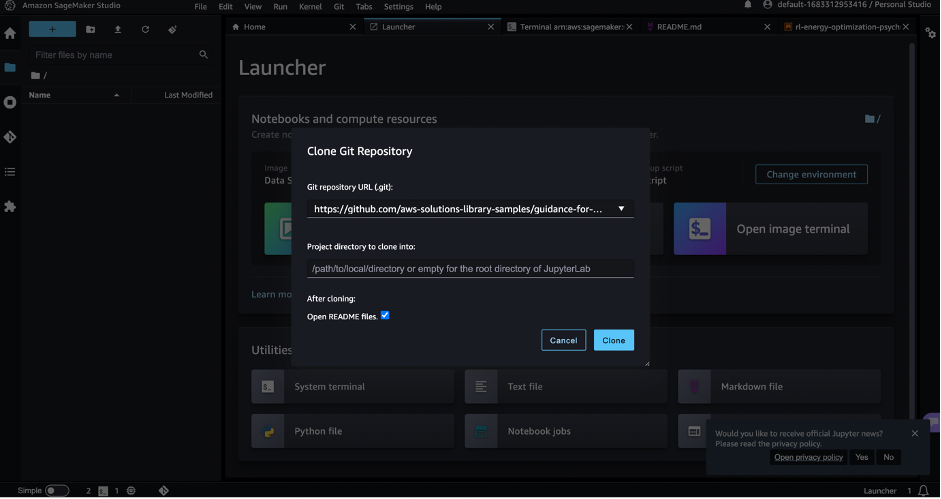 Amazon SageMaker Studio
File Edit View Run Kernel Git Tabs Settings Help
default-1683312953416 / Personal Studio
+
Home
Launcher
Terminal arn:aws:sagemaker:
README.md
rl-energy-optimization-psych
Filter files by name
/
Name Last Modified
Launcher
Notebooks and compute resources
/
Create no
er.
Image
up script
Data S
ript
Change environment
Open image terminal
Learn mo
Clone Git Repository
Git repository URL (.git):
https://github.com/aws-solutions-library-samples/guidance-for-...
Project directory to clone into:
/path/to/local/directory or empty for the root directory of JupyterLab
After cloning:
Open README files.
Cancel Clone
Utilities
System terminal
Text file
Markdown file
Python file
Notebook jobs
Would you like to receive official Jupyter news?
Please read the privacy policy.
Open privacy policy Yes No
Simple 2 1
Launcher 1